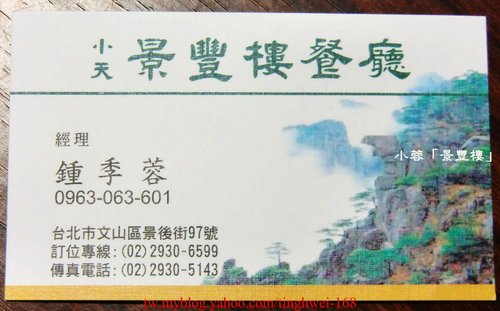 小天 景豐樓餐廳
經理
鍾季蓉
0963-063-601
小蓉「景豐樓」
台北市文山區景後街97號
訂位專線:(02)2930-6599
傳真電話:(02)2930-5143
tw.myblog.yahoo.com/tinghwei-168